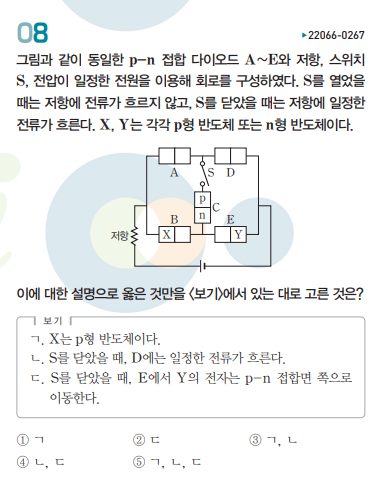 08
▶22066-0267
그림과 같이 동일한 p-n 접합 다이오드 A~E와 저항, 스위치
S, 전압이 일정한 전원을 이용해 회로를 구성하였다. S를 열었을
때는 저항에 전류가 흐르지 않고, S를 닫았을 때는 저항에 일정한
전류가 흐른다. X, Y는 각각 p형 반도체 또는 n형 반도체이다.
A S D
p
n C
B E
저항 X Y
이에 대한 설명으로 옳은 것만을 <보기>에서 있는 대로 고른 것은?
보기
ㄱ. X는 p형 반도체이다.
ㄴ. S를 닫았을 때, D에는 일정한 전류가 흐른다.
ㄷ. S를 닫았을 때, E에서 Y의 전자는 p-n 접합면 쪽으로
이동한다.
① ㄱ ② ㄷ ③ ㄱ, ㄴ
④ ㄴ, ㄷ ⑤ ㄱ, ㄴ, ㄷ